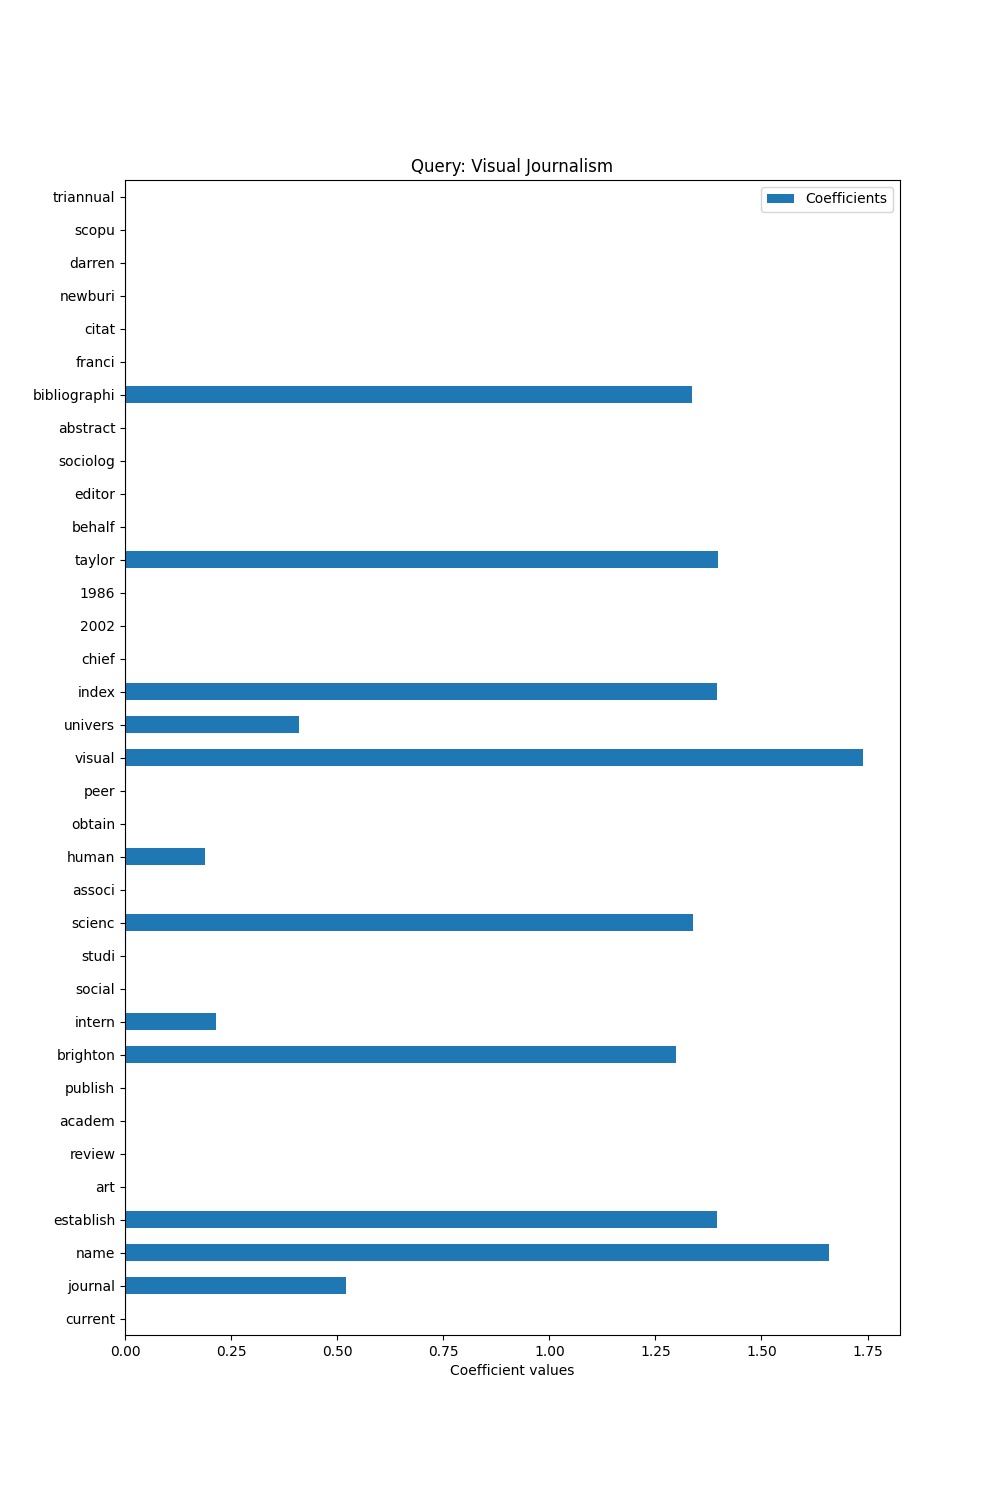 Query: Visual Journalism
Coefficients
triannual
scopu
darren
newburi
citat
franci
bibliographi
abstract
sociolog
editor
behalf
taylor
1986
2002
chief
index
univers
visual
peer
obtain
human
associ
scienc
studi
social
intern
brighton
publish
academ
review
art
establish
name
journal
current
0.00 0.25 0.50 0.75 1.00 1.25 1.50 1.75
Coefficient values